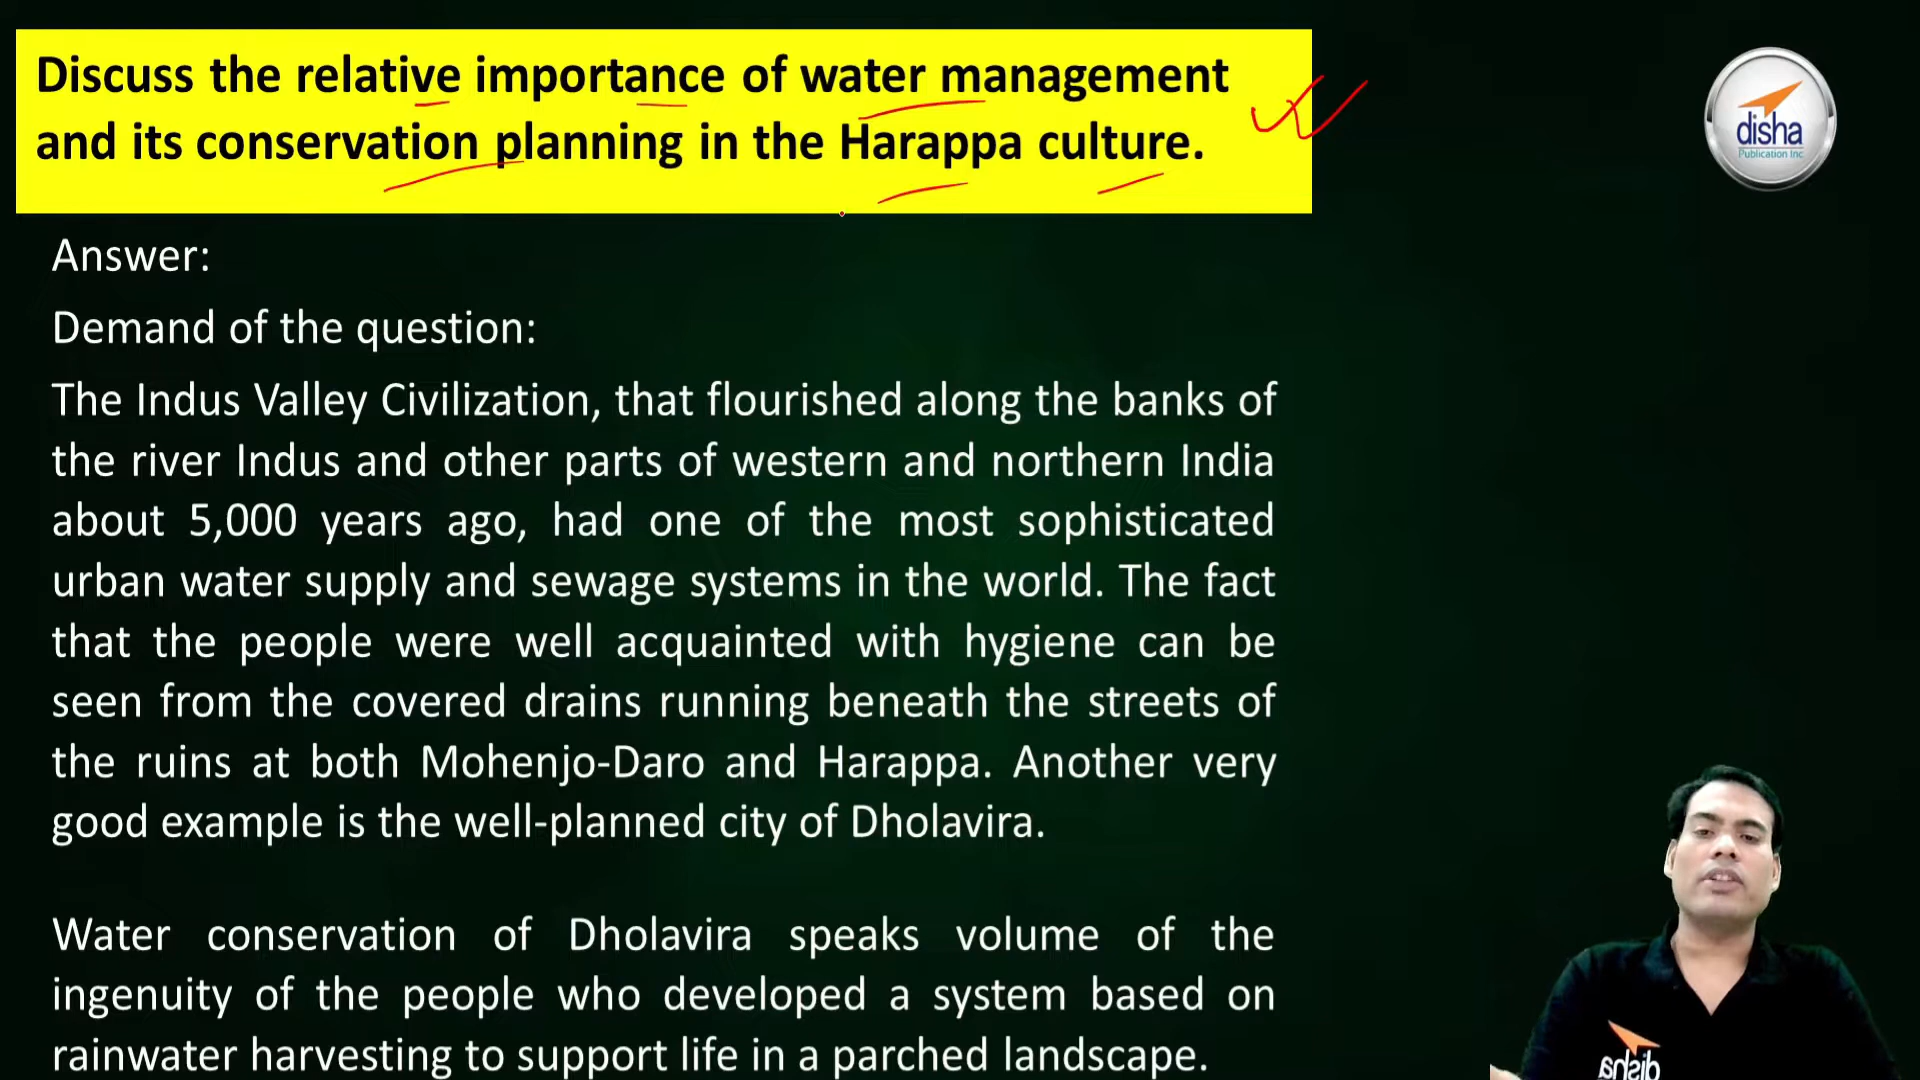 Discuss the relative importance of water management
and its conservation planning in the Harappa culture.
disha
Publication Inc
Answer:
Demand of the question:
The Indus Valley Civilization, that flourished along the banks of
the river Indus and other parts of western and northern India
about 5,000 years ago, had one of the most sophisticated
urban water supply and sewage systems in the world. The fact
that the people were well acquainted with hygiene can be
seen from the covered drains running beneath the streets of
the ruins at both Mohenjo-Daro and Harappa. Another very
good example is the well-planned city of Dholavira.
Water conservation of Dholavira speaks volume of the
ingenuity of the people who developed a system based on
rainwater harvesting to support life in a parched landscape.
disha